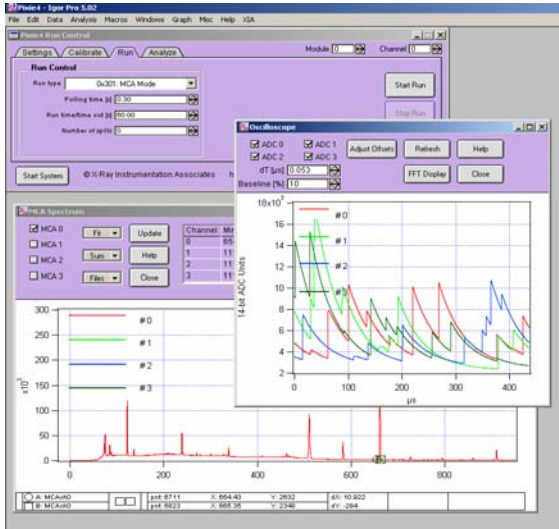 Pixie4 - Igor Pro 5.02
File Edit Data Analysis Macros Windows Graph Misc Help XIA
Pixie4 Run Control
Settings Calibrate Run Analyze
Module 0 Channel 0
Run Control
Run type 0x301: MCA Mode
Polling time [s] 0.30
Run time/time out [s] 60.00
Number of spills 0
Start Run
Stop Run
Start System ©X-Ray Instrumentation Associates
Oscilloscope
ADC 0 ADC 1
ADC 2 ADC 3
Adjust Offsets Refresh Help
dT [µs] 0.053
Baseline [%] 10
FFT Display Close
18x10³
16
14
12
10
8
6
4
2
14-bit ADC Units
#0
#1
#2
0 100 200 300 400
µs
MCA Spectrum
MCA 0
MCA 1
MCA 2
MCA 3
Fit Update
Sum Help
Files Close
Channel
0
1
2
3
300
250
200
150
100
50
0
x10³
#0
#1
#2
#3
0 200 400 600 800
A: MCAch0 pnt: 6711 X: 654.43 Y: 2632 dX: 10.922
B: MCAch0 pnt: 6823 X: 665.35 Y: 2348 dY: -284